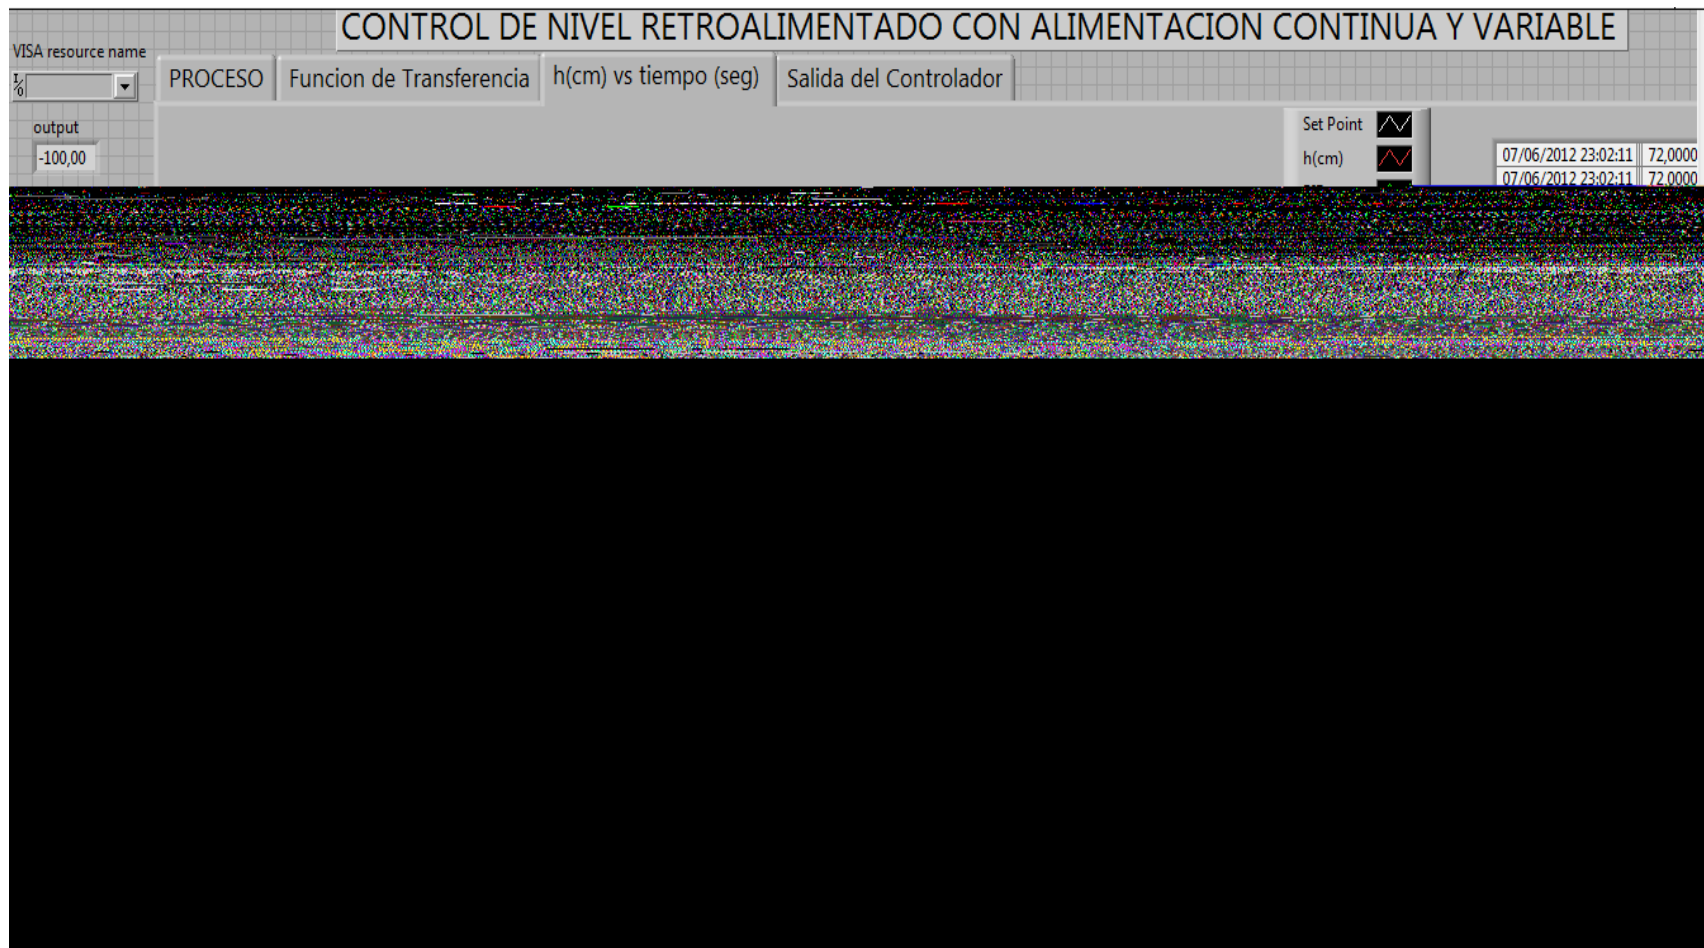 CONTROL DE NIVEL RETROALIMENTADO CON ALIMENTACION CONTINUA Y VARIABLE
VISA resource name
PROCESO
Funcion de Transferencia
h(cm) vs tiempo (seg)
Salida del Controlador
output
-100,00
Set Point
h(cm)
07/06/2012 23:02:11 72,0000
07/06/2012 23:02:11 72,0000